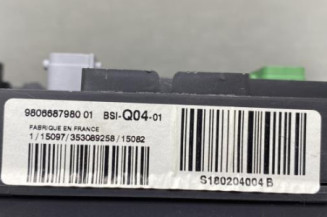 9806687980 01 BSI-Q04-01
FABRIQUE EN FRANCE
1/15097/353089258/15082
S180204004 B